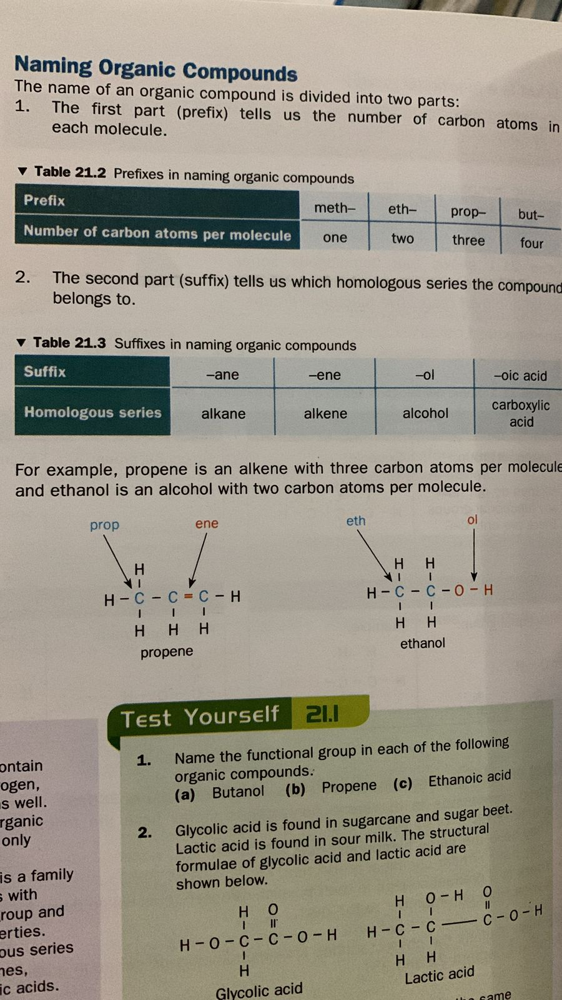 Naming Organic Compounds
The name of an organic compound is divided into two parts:
1. The first part (prefix) tells us the number of carbon atoms in
each molecule.
▼ Table 21.2 Prefixes in naming organic compounds
Prefix meth– eth– prop– but–
Number of carbon atoms per molecule one two three four
2. The second part (suffix) tells us which homologous series the compound
belongs to.
▼ Table 21.3 Suffixes in naming organic compounds
Suffix –ane –ene –ol –oic acid
Homologous series alkane alkene alcohol carboxylic
acid
For example, propene is an alkene with three carbon atoms per molecule
and ethanol is an alcohol with two carbon atoms per molecule.
prop ene
H
H – C – C = C – H
H H H
propene
eth ol
H H
H – C – C – O – H
H H
ethanol
Test Yourself 21.1
1. Name the functional group in each of the following
organic compounds.
(a) Butanol (b) Propene (c) Ethanoic acid
2. Glycolic acid is found in sugarcane and sugar beet.
Lactic acid is found in sour milk. The structural
formulae of glycolic acid and lactic acid are
shown below.
H O
H – O – C – C – O – H
H
Glycolic acid
H O – H O
H – C – C — C – O – H
H H
Lactic acid
same
ontain
ogen,
s well.
rganic
only
is a family
with
roup and
erties.
ous series
nes,
ic acids.